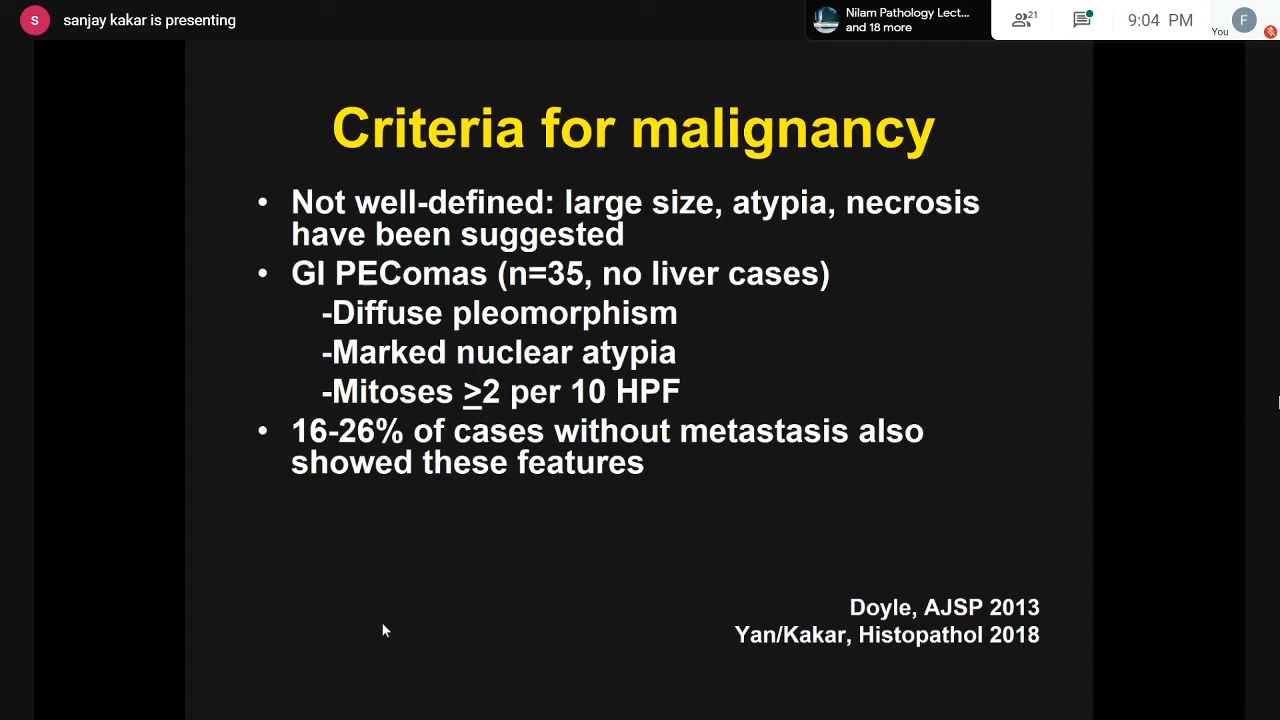 S
sanjay kakar is presenting
Nilam Pathology Lect...
and 18 more
21
9:04 PM
You
F
Criteria for malignancy
• Not well-defined: large size, atypia, necrosis
have been suggested
• GI PEComas (n=35, no liver cases)
-Diffuse pleomorphism
-Marked nuclear atypia
-Mitoses ≥2 per 10 HPF
• 16-26% of cases without metastasis also
showed these features
Doyle, AJSP 2013
Yan/Kakar, Histopathol 2018